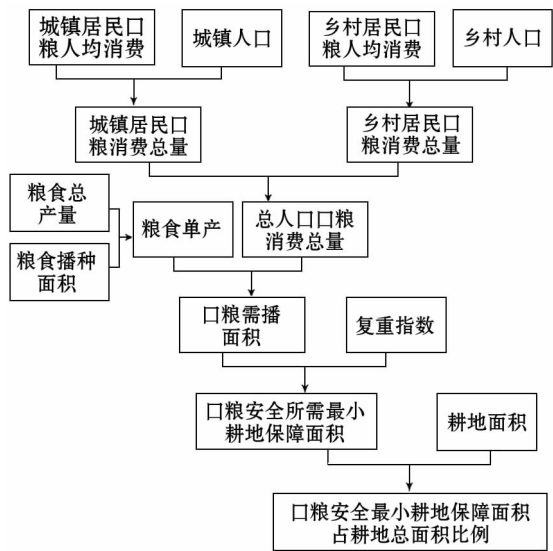 城镇居民口
粮人均消费
城镇人口
乡村居民口
粮人均消费
乡村人口
城镇居民口
粮消费总量
乡村居民口
粮消费总量
粮食总
产量
粮食播种
面积
粮食单产
总人口口粮
消费总量
口粮需播
面积
复重指数
口粮安全所需最小
耕地保障面积
耕地面积
口粮安全最小耕地保障面积
占耕地总面积比例